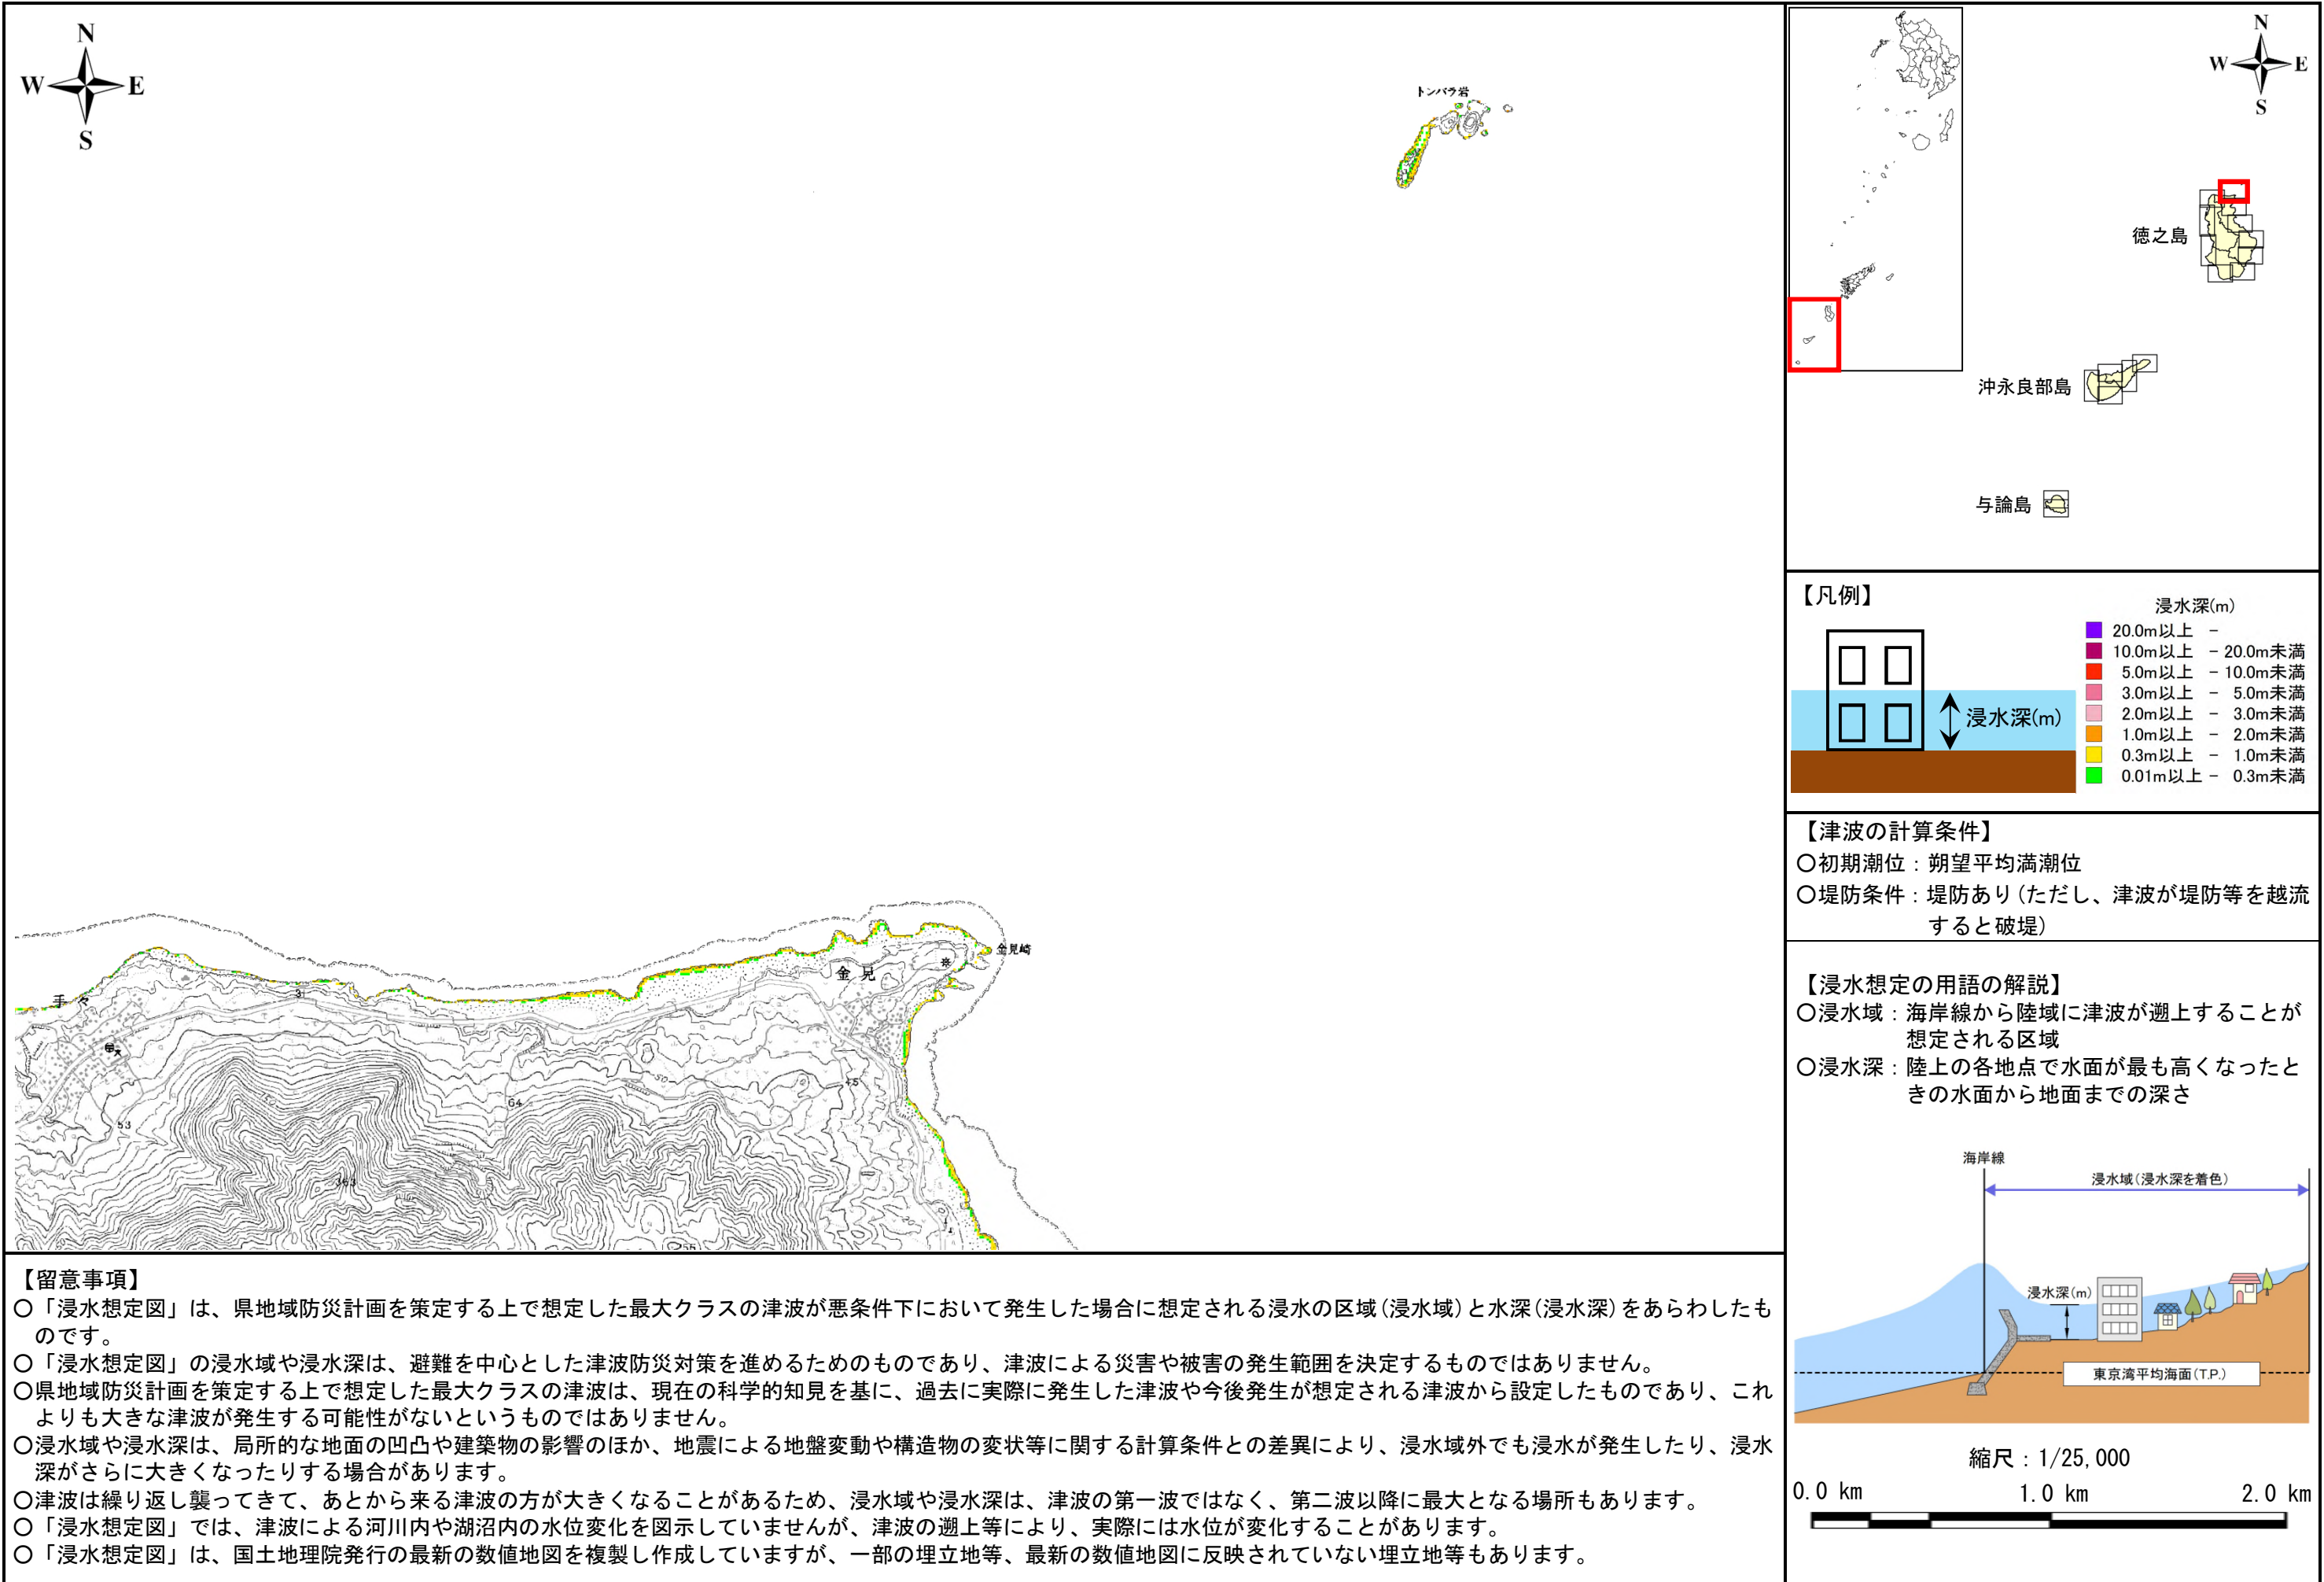 N
W E
S
トンバラ岩
金見崎
金見
手々
31
53
64
45
363
N
W E
S
徳之島
沖永良部島
与論島
【凡例】
浸水深(m)
20.0m以上 -
10.0m以上 - 20.0m未満
5.0m以上 - 10.0m未満
3.0m以上 - 5.0m未満
2.0m以上 - 3.0m未満
1.0m以上 - 2.0m未満
0.3m以上 - 1.0m未満
0.01m以上 - 0.3m未満
浸水深(m)
【津波の計算条件】
○初期潮位：朔望平均満潮位
○堤防条件：堤防あり(ただし、津波が堤防等を越流
すると破堤)
【浸水想定の用語の解説】
○浸水域：海岸線から陸域に津波が遡上することが
想定される区域
○浸水深：陸上の各地点で水面が最も高くなったと
きの水面から地面までの深さ
海岸線
浸水域(浸水深を着色)
浸水深(m)
東京湾平均海面(T.P.)
縮尺：1/25,000
0.0 km 1.0 km 2.0 km
【留意事項】
○「浸水想定図」は、県地域防災計画を策定する上で想定した最大クラスの津波が悪条件下において発生した場合に想定される浸水の区域(浸水域)と水深(浸水深)をあらわしたも
のです。
○「浸水想定図」の浸水域や浸水深は、避難を中心とした津波防災対策を進めるためのものであり、津波による災害や被害の発生範囲を決定するものではありません。
○県地域防災計画を策定する上で想定した最大クラスの津波は、現在の科学的知見を基に、過去に実際に発生した津波や今後発生が想定される津波から設定したものであり、これ
よりも大きな津波が発生する可能性がないというものではありません。
○浸水域や浸水深は、局所的な地面の凹凸や建築物の影響のほか、地震による地盤変動や構造物の変状等に関する計算条件との差異により、浸水域外でも浸水が発生したり、浸水
深がさらに大きくなったりする場合があります。
○津波は繰り返し襲ってきて、あとから来る津波の方が大きくなることがあるため、浸水域や浸水深は、津波の第一波ではなく、第二波以降に最大となる場所もあります。
○「浸水想定図」では、津波による河川内や湖沼内の水位変化を図示していませんが、津波の遡上等により、実際には水位が変化することがあります。
○「浸水想定図」は、国土地理院発行の最新の数値地図を複製し作成していますが、一部の埋立地等、最新の数値地図に反映されていない埋立地等もあります。